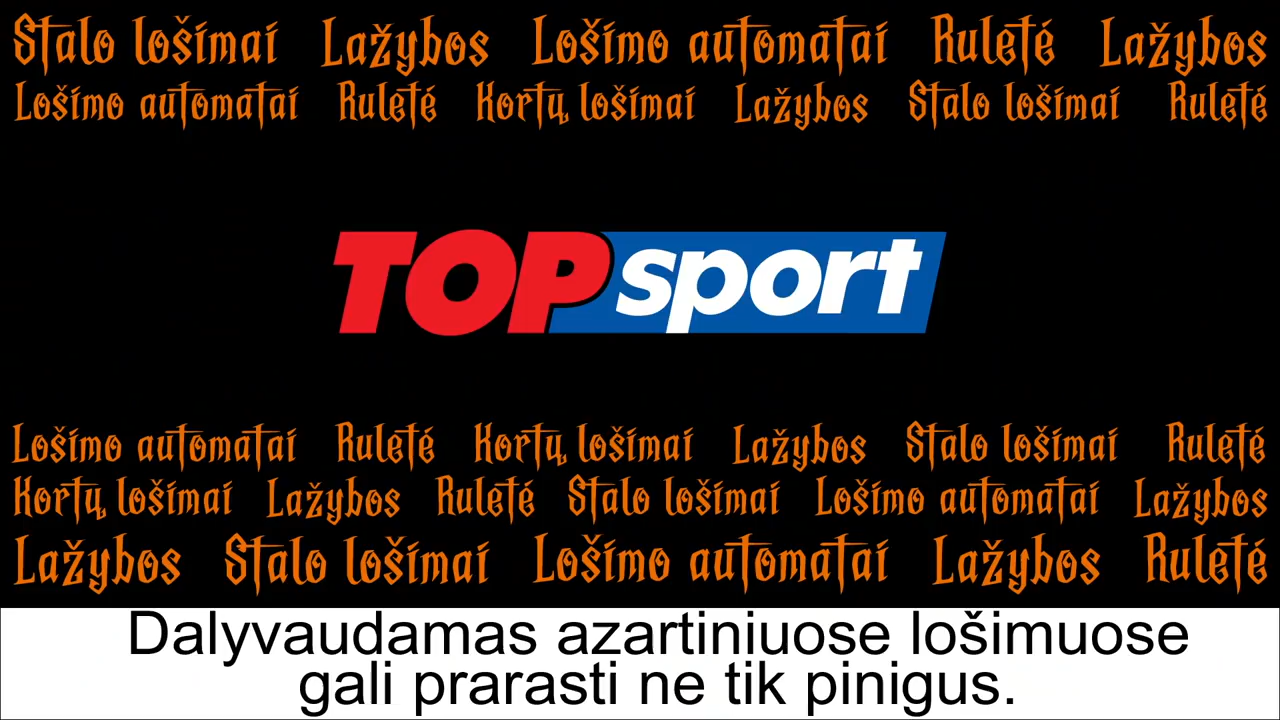 Stalo lošimai Lažybos Lošimo automatai Ruletė Lažybos
Lošimo automatai Ruletė Kortų lošimai Lažybos Stalo lošimai Ruletė
TOPsport
Lošimo automatai Ruletė Kortų lošimai Lažybos Stalo lošimai Ruletė
Kortų lošimai Lažybos Ruletė Stalo lošimai Lošimo automatai Lažybos
Lažybos Stalo lošimai Lošimo automatai Lažybos Ruletė
Dalyvaudamas azartiniuose lošimuose
gali prarasti ne tik pinigus.